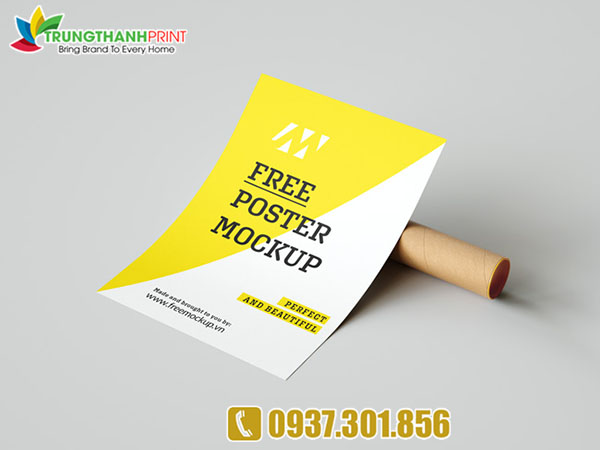 TRUNGTHANHPRINT
Bring Brand To Every Home
FREE
POSTER
MOCKUP
PERFECT
AND BEAUTIFUL
Made and brought to you by:
www.freemockup.vn
0937.301.856